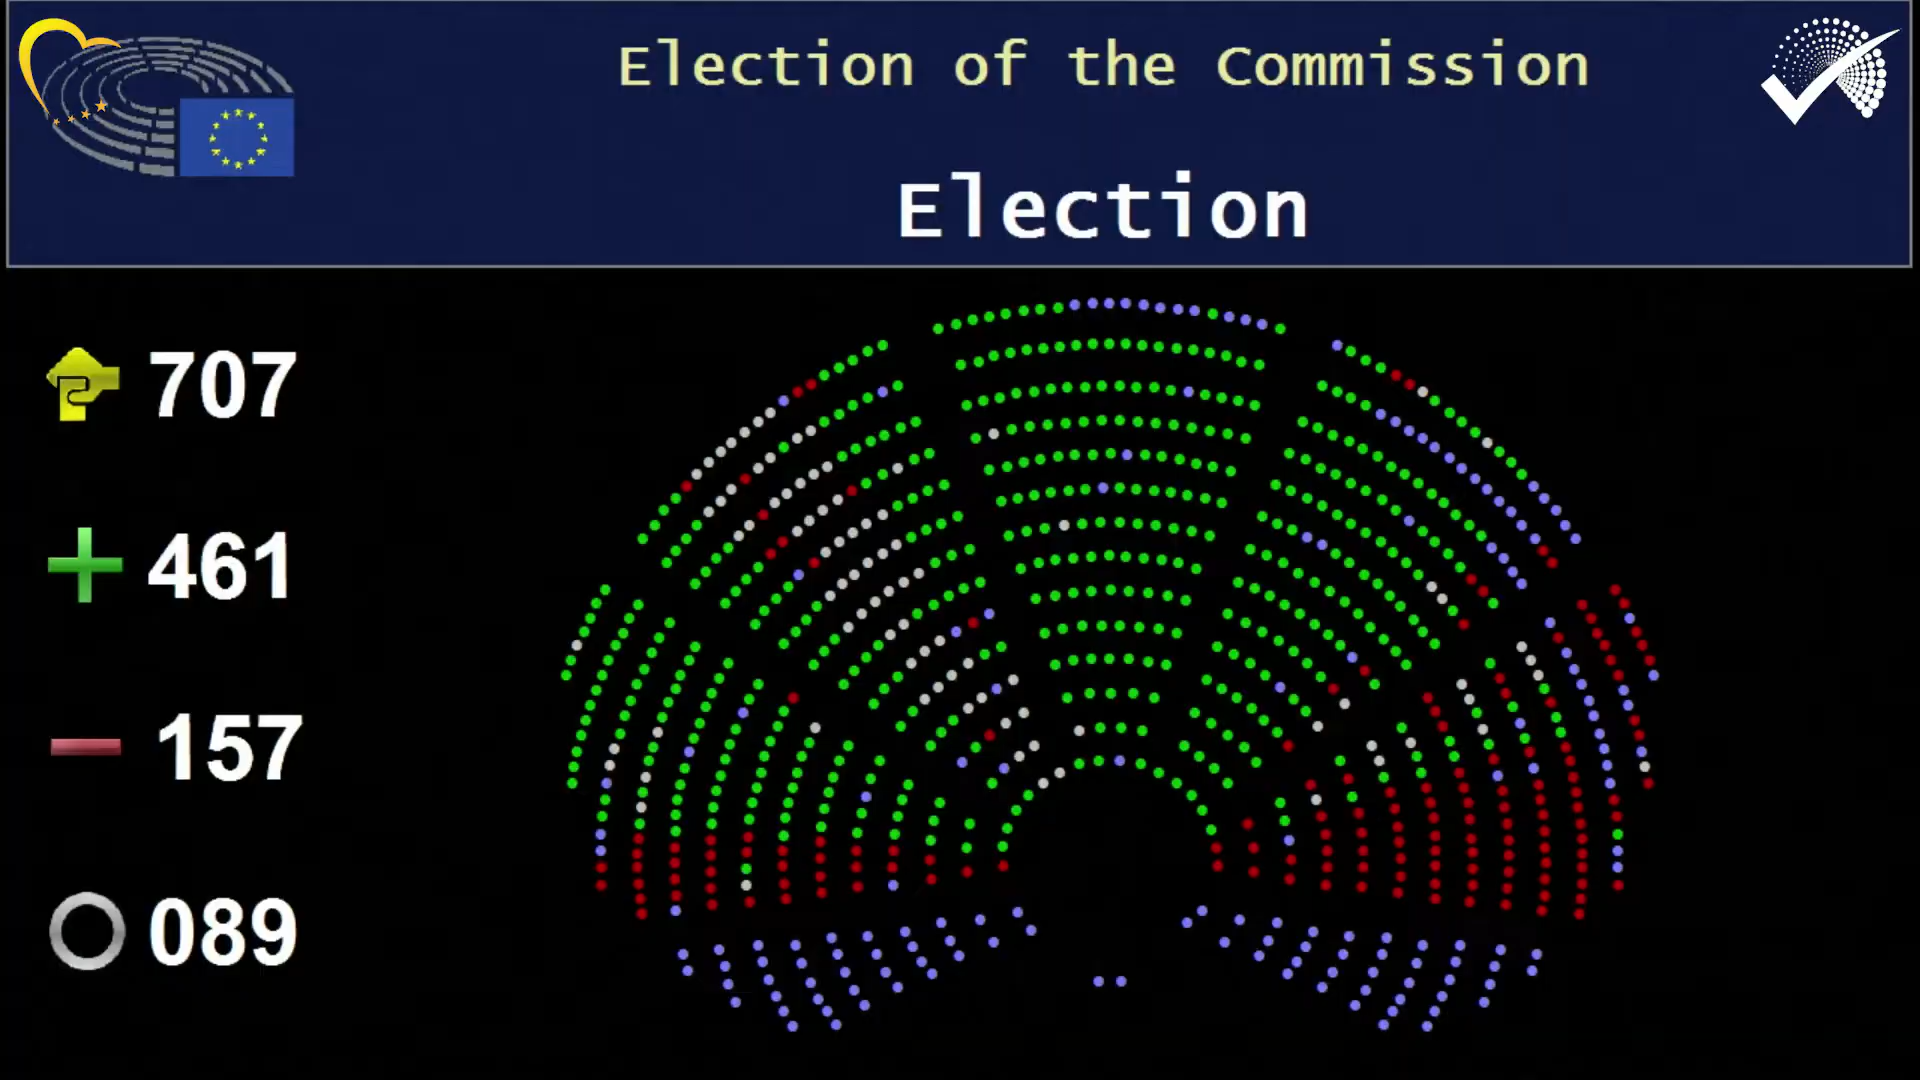 Election of the Commission
Election
707
461
157
089